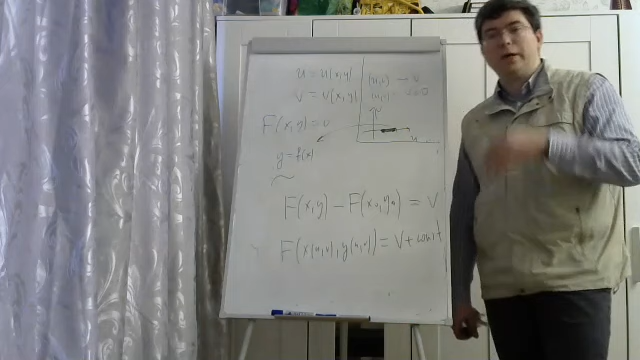 u = u(x,y)
v = v(x,y)
F(x,y)=0
y = f(x)
F(x,y) – F(x₀,y₀) = v
F(x(u,v),y(u,v)) = v + const